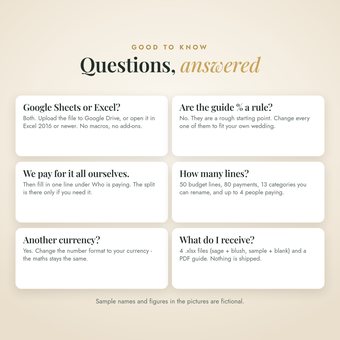 GOOD TO KNOW
Questions, answered
Google Sheets or Excel?
Both. Upload the file to Google Drive, or open it in
Excel 2016 or newer. No macros, no add-ons.
Are the guide % a rule?
No. They are a rough starting point. Change every
one of them to fit your own wedding.
We pay for it all ourselves.
Then fill in one line under Who is paying. The split
is there only if you need it.
How many lines?
50 budget lines, 80 payments, 13 categories you
can rename, and up to 4 people paying.
Another currency?
Yes. Change the number format to your currency -
the maths stays the same.
What do I receive?
4 .xlsx files (sage + blush, sample + blank) and a
PDF guide. Nothing is shipped.
Sample names and figures in the pictures are fictional.